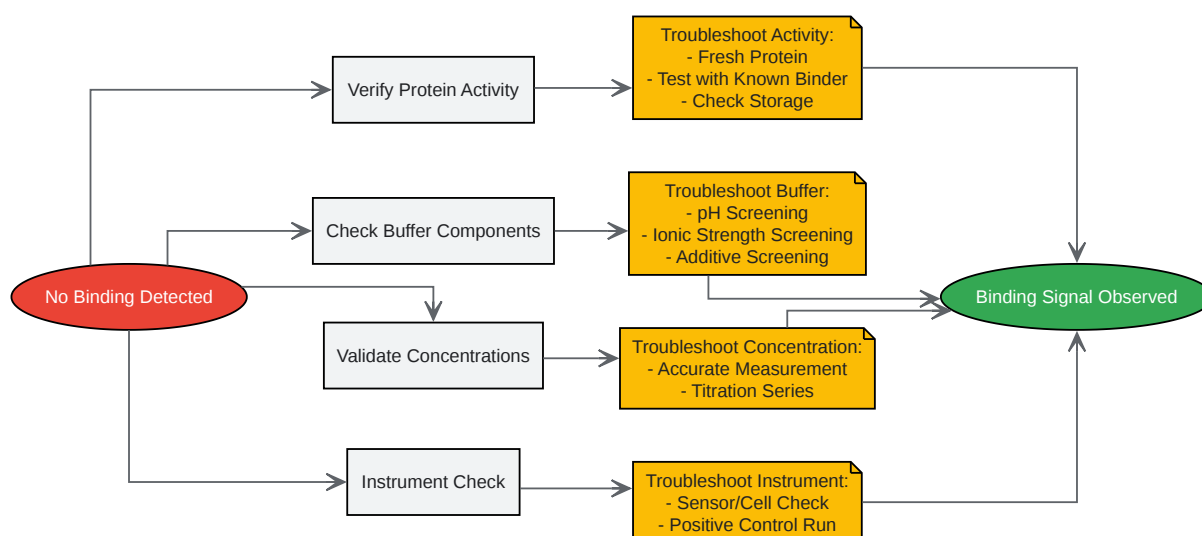 No Binding Detected
Verify Protein Activity
Troubleshoot Activity:
- Fresh Protein
- Test with Known Binder
- Check Storage
Check Buffer Components
Troubleshoot Buffer:
- pH Screening
- Ionic Strength Screening
- Additive Screening
Validate Concentrations
Troubleshoot Concentration:
- Accurate Measurement
- Titration Series
Instrument Check
Troubleshoot Instrument:
- Sensor/Cell Check
- Positive Control Run
Binding Signal Observed